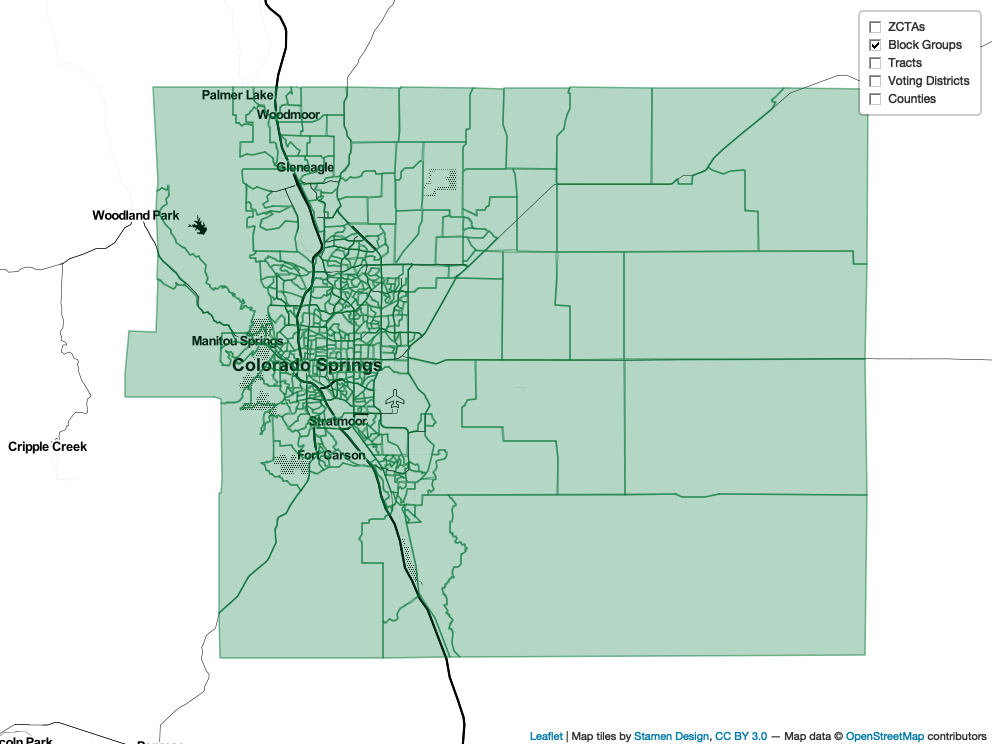 ZCTAs
Block Groups
Tracts
Voting Districts
Counties
Palmer Lake
Woodmoor
Gleneagle
Woodland Park
Manitou Springs
Colorado Springs
Stratmoor
Cripple Creek
Fort Carson
Leaflet | Map tiles by Stamen Design, CC BY 3.0 — Map data © OpenStreetMap contributors
coln Park